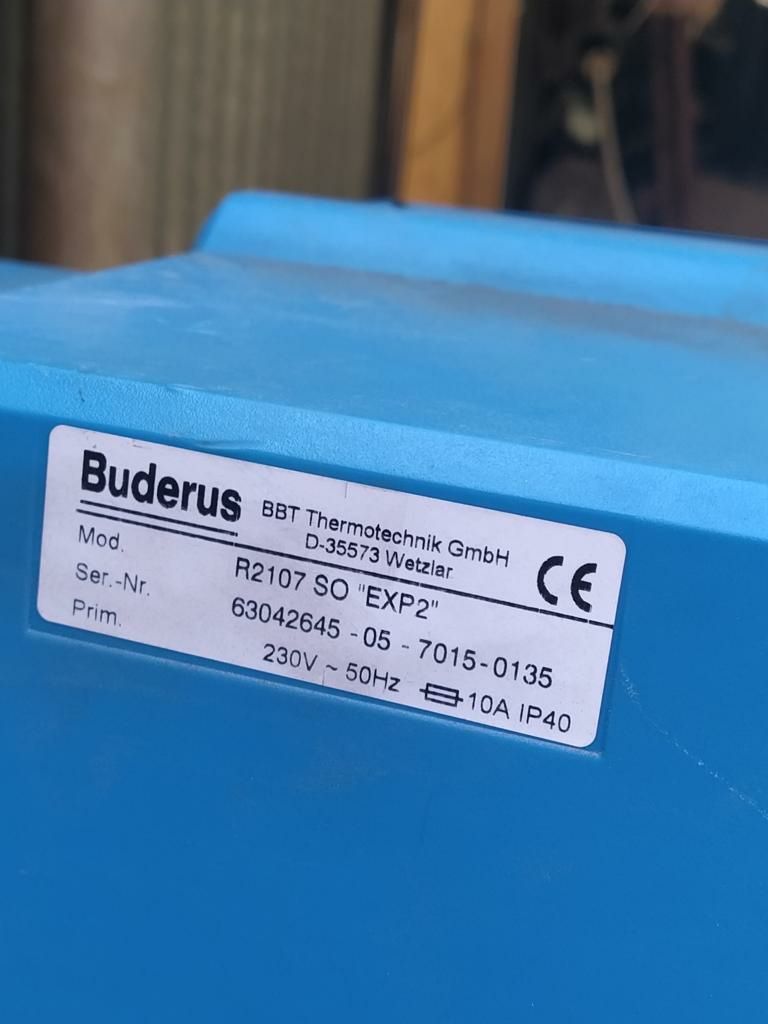 Buderus BBT Thermotechnik GmbH
D-35573 Wetzlar
CE
Mod. R2107 SO "EXP2"
Ser.-Nr. 63042645 - 05 - 7015 - 0135
Prim. 230V ~ 50Hz 10A IP40